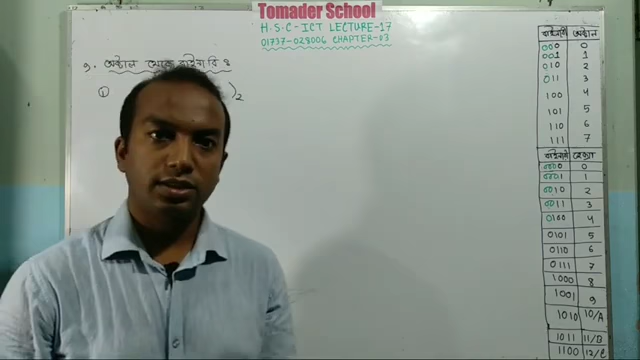 Tomader School
H.S.C-ICT LECTURE-17
01737-028006 CHAPTER-03
১. অক্টাল থেকে বাইনারি ঃ
① )₂
বাইনারি অক্টাল
000 0
001 1
010 2
011 3
100 4
101 5
110 6
111 7
বাইনারি হেক্সা
0000 0
0001 1
0010 2
0011 3
0100 4
0101 5
0110 6
0111 7
1000 8
1001 9
1010 10/A
1011 11/B
1100 12/C